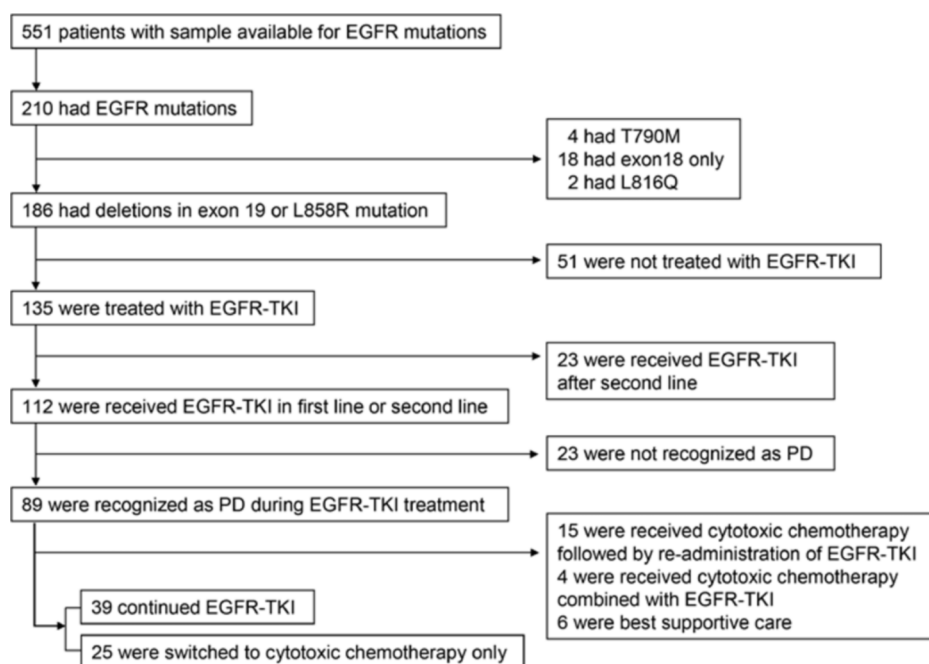 551 patients with sample available for EGFR mutations
210 had EGFR mutations
4 had T790M
18 had exon18 only
2 had L816Q
186 had deletions in exon 19 or L858R mutation
51 were not treated with EGFR-TKI
135 were treated with EGFR-TKI
23 were received EGFR-TKI
after second line
112 were received EGFR-TKI in first line or second line
23 were not recognized as PD
89 were recognized as PD during EGFR-TKI treatment
15 were received cytotoxic chemotherapy
followed by re-administration of EGFR-TKI
4 were received cytotoxic chemotherapy
combined with EGFR-TKI
6 were best supportive care
39 continued EGFR-TKI
25 were switched to cytotoxic chemotherapy only